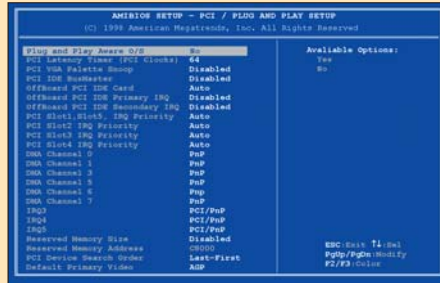 AMIBIOS SETUP - PCI / PLUG AND PLAY SETUP
(C) 1998 American Megatrends, Inc. All Rights Reserved
Plug and Play Aware O/S No
PCI Latency Timer (PCI Clocks) 64
PCI VGA Palette Snoop Disabled
PCI IDE BusMaster Disabled
OffBoard PCI IDE Card Auto
OffBoard PCI IDE Primary IRQ Disabled
OffBoard PCI IDE Secondary IRQ Disabled
PCI Slot1,Slot5, IRQ Priority Auto
PCI Slot2 IRQ Priority Auto
PCI Slot3 IRQ Priority Auto
PCI Slot4 IRQ Priority Auto
DMA Channel 0 PnP
DMA Channel 1 PnP
DMA Channel 3 PnP
DMA Channel 5 PnP
DMA Channel 6 Pnp
DMA Channel 7 PnP
IRQ3 PCI/PnP
IRQ4 PCI/PnP
IRQ5 PCI/PnP
Reserved Memory Size Disabled
Reserved Memory Address C8000
PCI Device Search Order Last-First
Default Primary Video AGP
Avaliable Options:
Yes
No
ESC:Exit ↑↓:Sel
PgUp/PgDn:Modify
F2/F3:Color